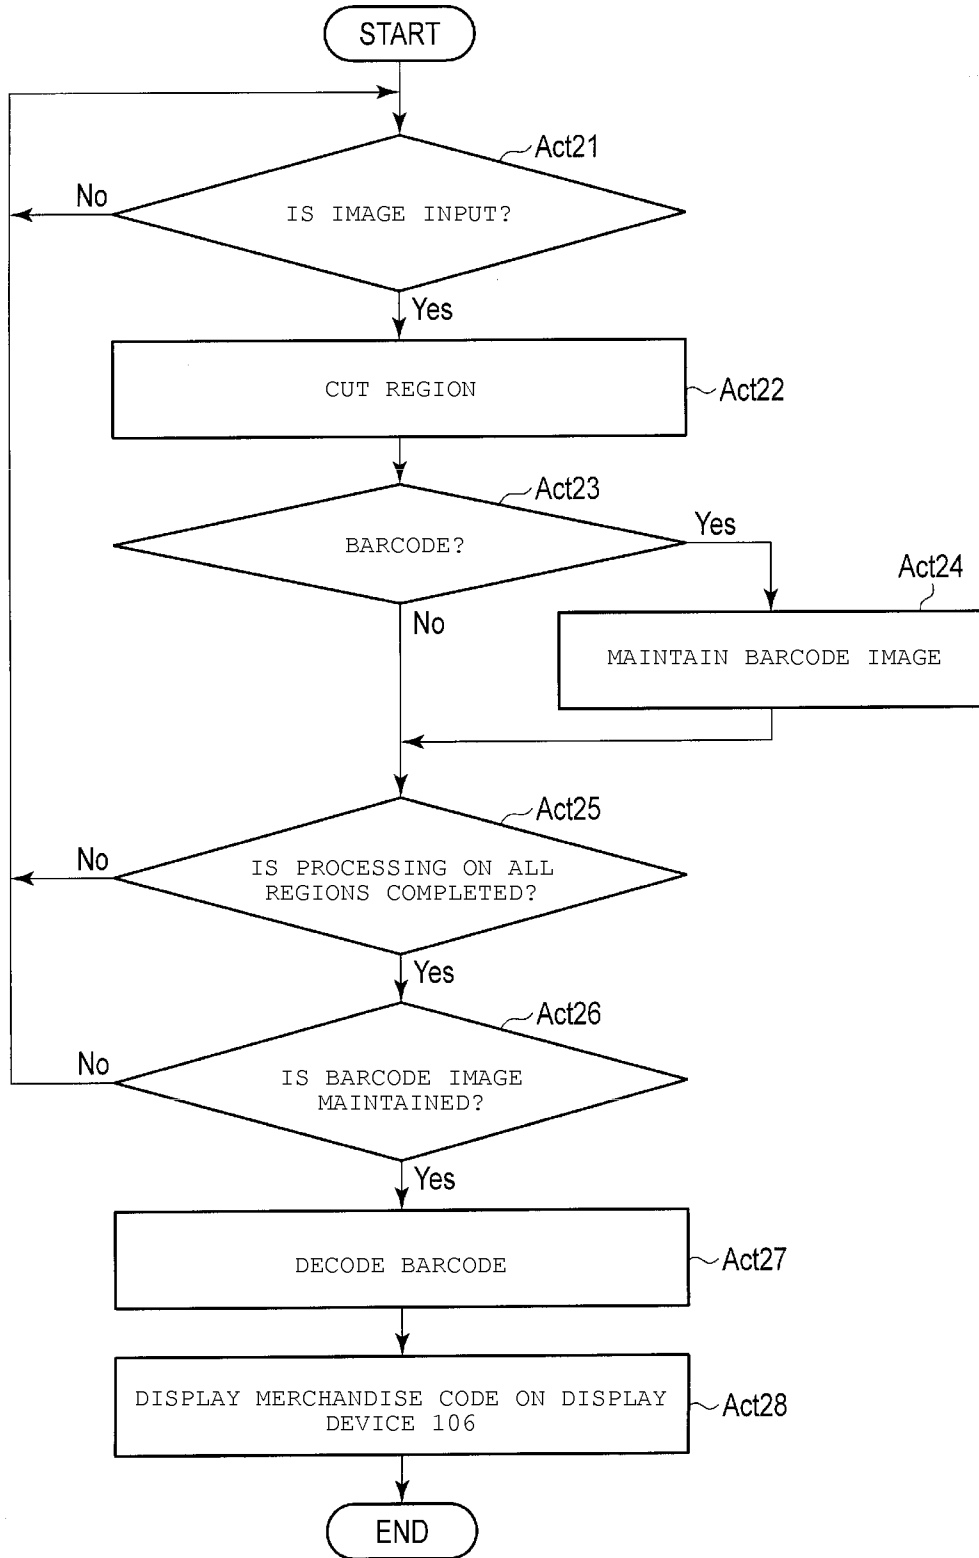 START
Act21
No
IS IMAGE INPUT?
Yes
CUT REGION
Act22
Act23
Yes
BARCODE?
Act24
No
MAINTAIN BARCODE IMAGE
Act25
No
IS PROCESSING ON ALL
REGIONS COMPLETED?
Yes
Act26
No
IS BARCODE IMAGE
MAINTAINED?
Yes
DECODE BARCODE
Act27
DISPLAY MERCHANDISE CODE ON DISPLAY
DEVICE 106
Act28
END